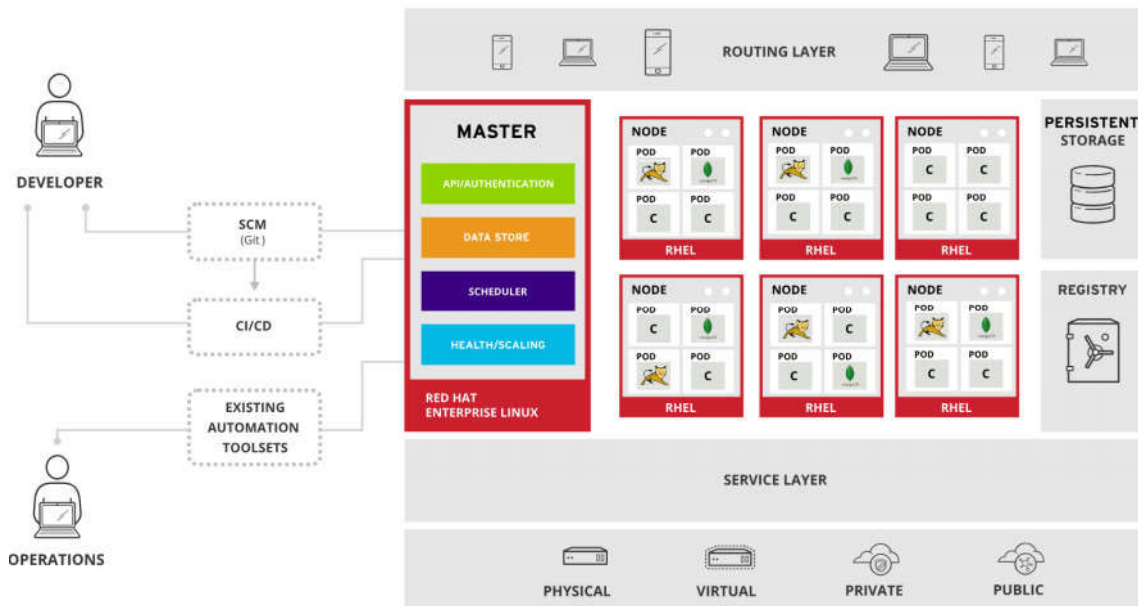 ROUTING LAYER
DEVELOPER
SCM
(Git)
CI/CD
EXISTING
AUTOMATION
TOOLSETS
OPERATIONS
MASTER
API/AUTHENTICATION
DATA STORE
SCHEDULER
HEALTH/SCALING
RED HAT
ENTERPRISE LINUX
NODE
POD POD
POD POD
C C
RHEL
NODE
POD POD
POD POD
C C
RHEL
NODE
POD POD
C C
POD POD
C C
RHEL
NODE
POD POD
C
POD POD
C
RHEL
NODE
POD POD
C
POD POD
C
RHEL
NODE
POD POD
POD POD
C C
RHEL
PERSISTENT
STORAGE
REGISTRY
SERVICE LAYER
PHYSICAL
VIRTUAL
PRIVATE
PUBLIC